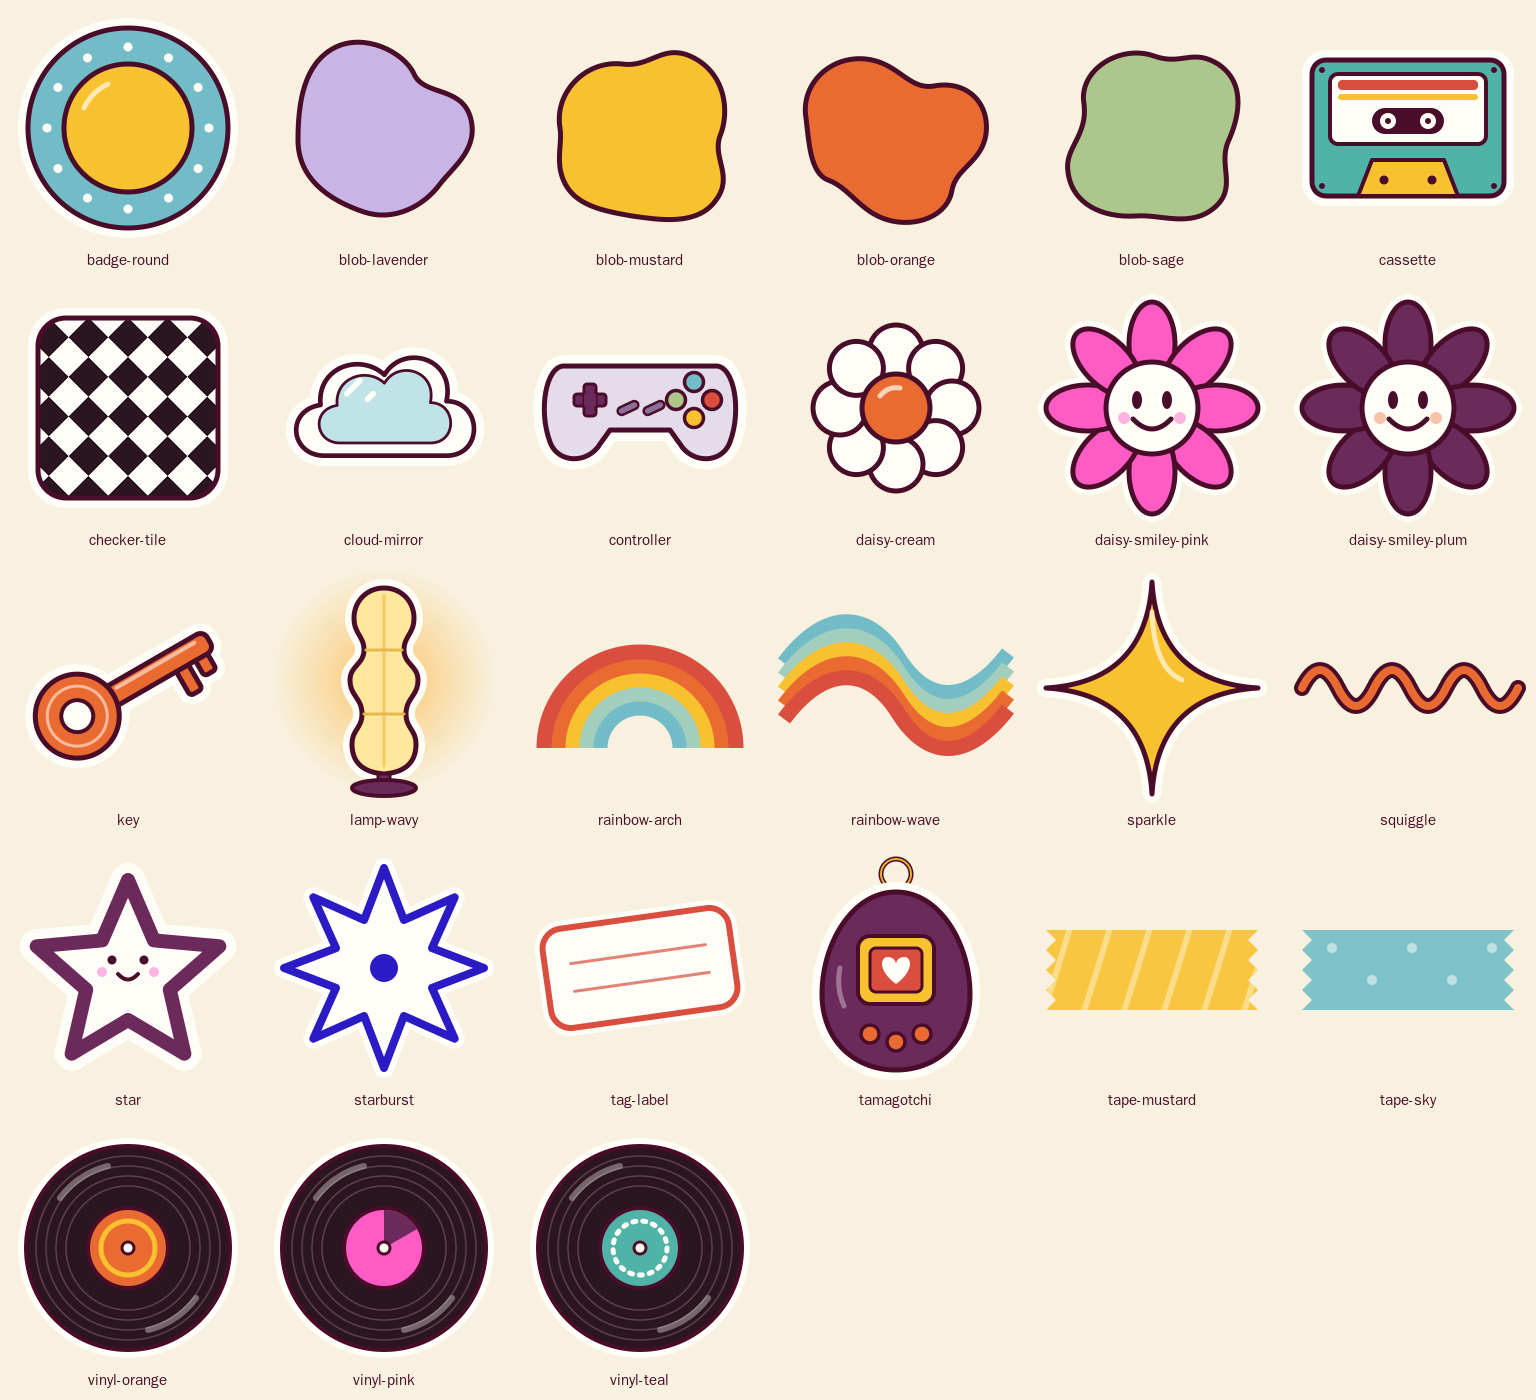 badge-round
blob-lavender
blob-mustard
blob-orange
blob-sage
cassette
checker-tile
cloud-mirror
controller
daisy-cream
daisy-smiley-pink
daisy-smiley-plum
key
lamp-wavy
rainbow-arch
rainbow-wave
sparkle
squiggle
star
starburst
tag-label
tamagotchi
tape-mustard
tape-sky
vinyl-orange
vinyl-pink
vinyl-teal